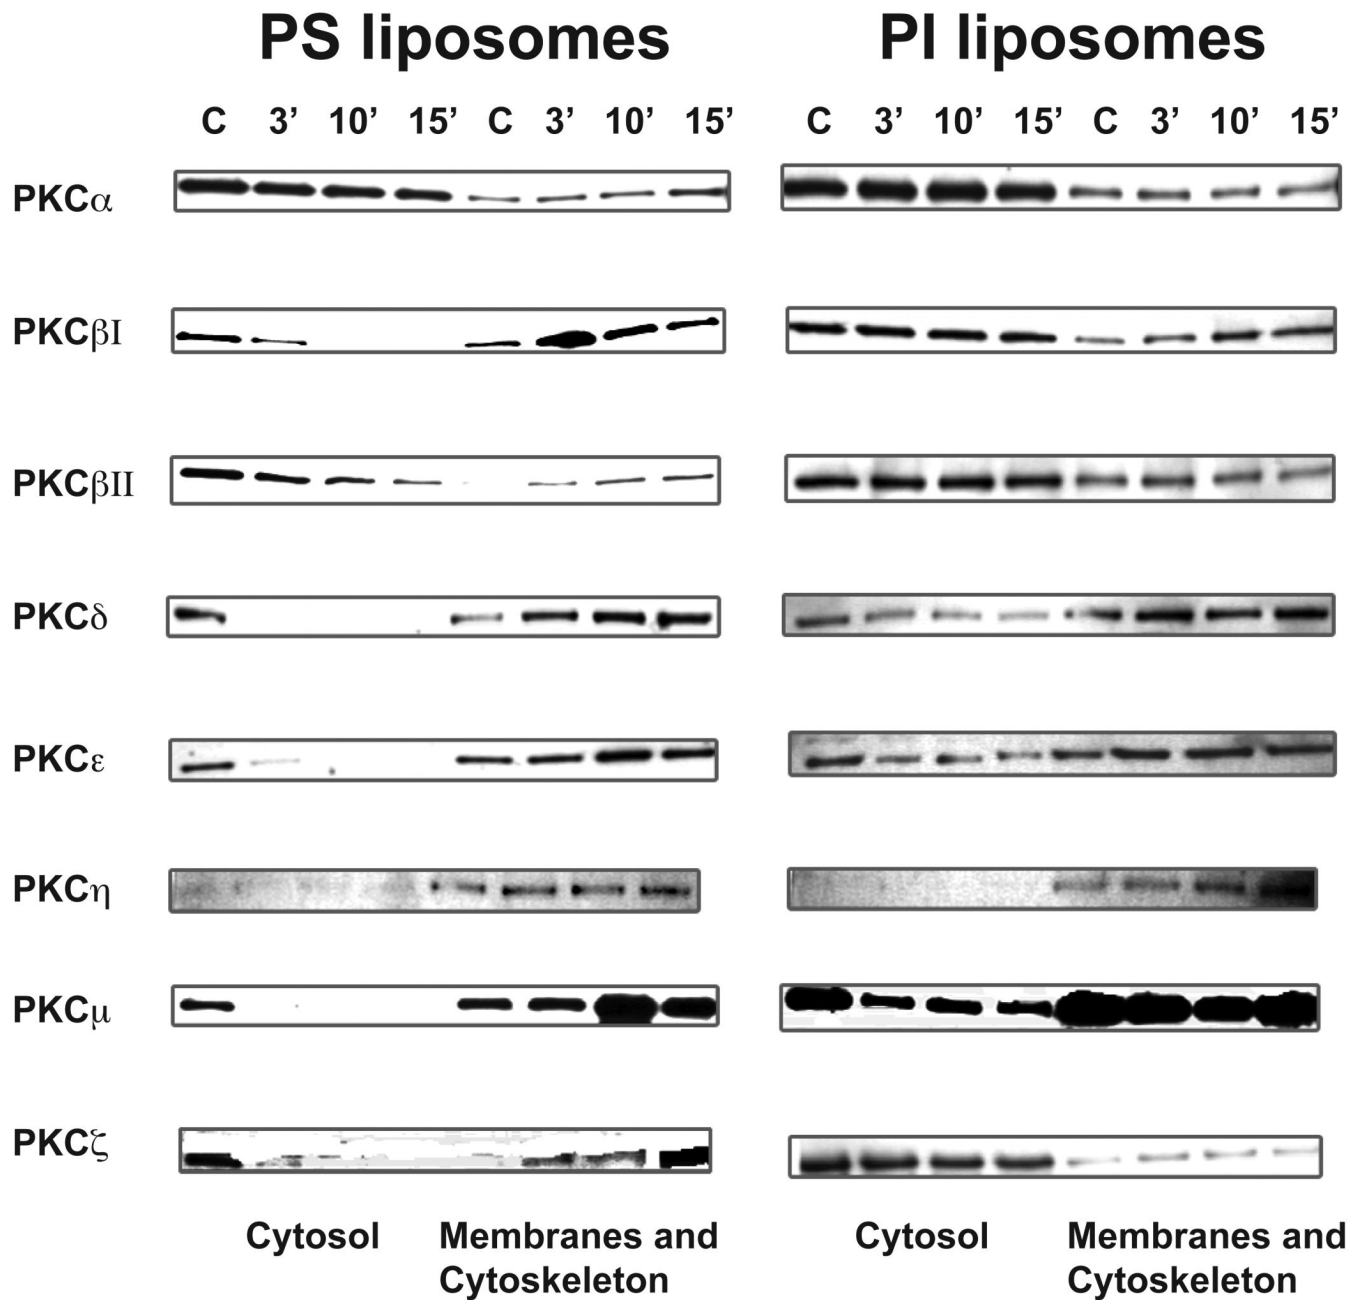 PS liposomes PI liposomes
C 3’ 10’ 15’ C 3’ 10’ 15’ C 3’ 10’ 15’ C 3’ 10’ 15’
PKCα
PKCβI
PKCβII
PKCδ
PKCε
PKCη
PKCμ
PKCζ
Cytosol Membranes and Cytosol Membranes and
Cytoskeleton Cytoskeleton